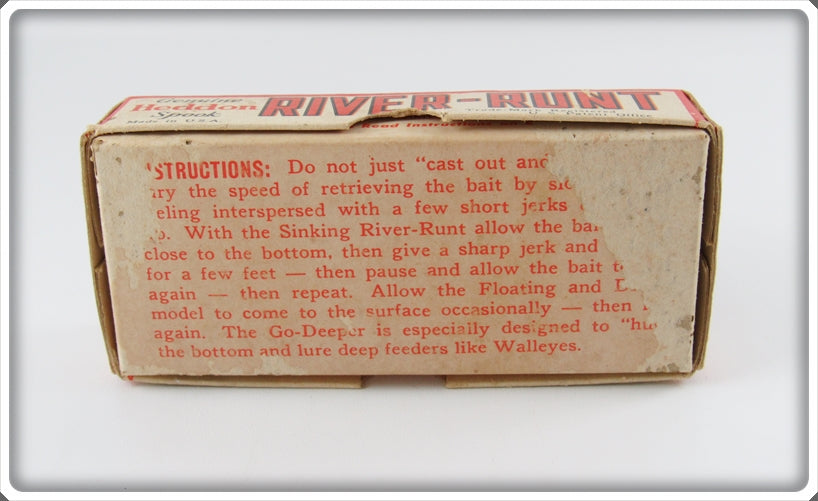 Genuine
Heddon
Spook
Made in U.S.A.
RIVER-RUNT
Trade-Mark Registered
U.S. Patent Office
Read
STRUCTIONS: Do not just "cast out and
the speed of retrieving the bait by
interspersed with a few short jerks
With the Sinking River-Runt allow the
close to the bottom, then give a sharp jerk and
for a few feet — then pause and allow the bait
again — then repeat. Allow the Floating and
model to come to the surface occasionally — then
again. The Go-Deeper is especially designed to
the bottom and lure deep feeders like Walleyes.